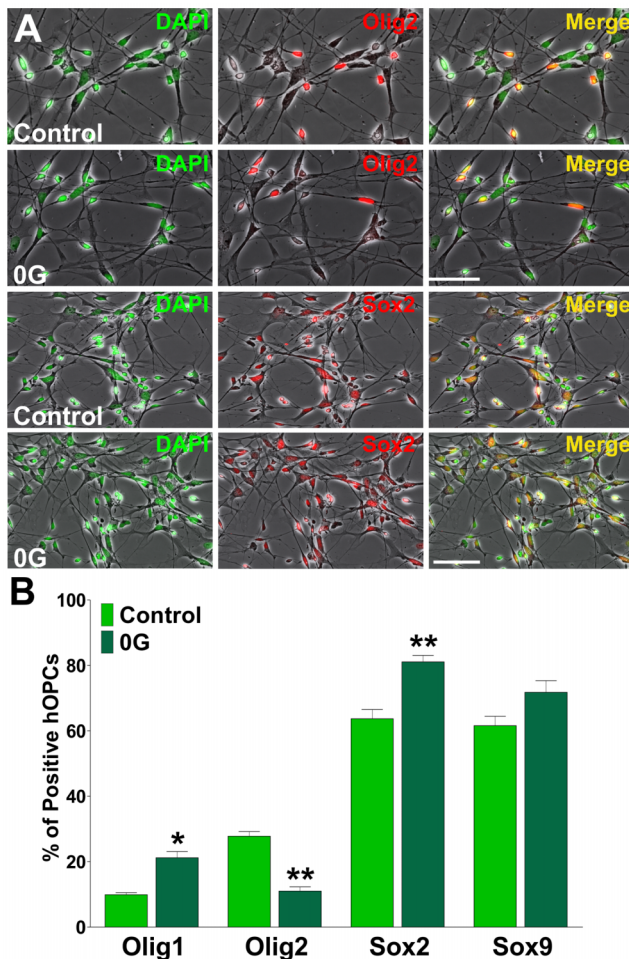 A
DAPI Olig2 Merge
Control
DAPI Olig2 Merge
0G
DAPI Sox2 Merge
Control
DAPI Sox2 Merge
0G
B
% of Positive hOPCs
100
80
60
40
20
0
Control
0G
*
**
**
Olig1 Olig2 Sox2 Sox9